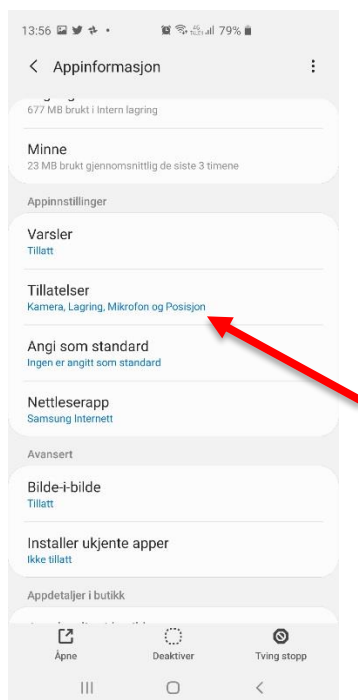 13:56 79%
Appinformasjon
677 MB brukt i Intern lagring
Minne
23 MB brukt gjennomsnittlig de siste 3 timene
Appinnstillinger
Varsler
Tillatt
Tillatelser
Kamera, Lagring, Mikrofon og Posisjon
Angi som standard
Ingen er angitt som standard
Nettleserapp
Samsung Internett
Avansert
Bilde-i-bilde
Tillatt
Installer ukjente apper
Ikke tillatt
Appdetaljer i butikk
Åpne Deaktiver Tving stopp